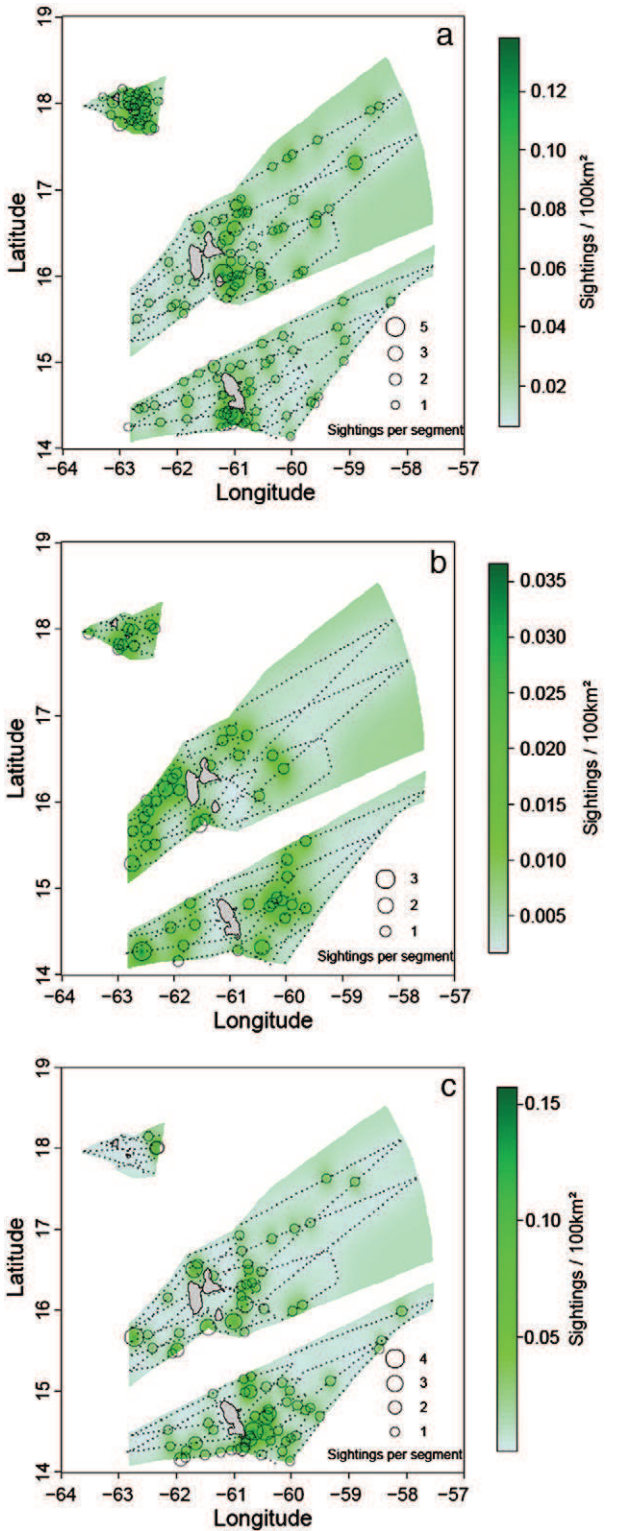 a
19
18
17
16
15
14
Latitude
−64 −63 −62 −61 −60 −59 −58 −57
Longitude
5
3
2
1
Sightings per segment
0.12
0.10
0.08
0.06
0.04
0.02
Sightings / 100km²
b
19
18
17
16
15
14
Latitude
−64 −63 −62 −61 −60 −59 −58 −57
Longitude
3
2
1
Sightings per segment
0.035
0.030
0.025
0.020
0.015
0.010
0.005
Sightings / 100km²
c
19
18
17
16
15
14
Latitude
−64 −63 −62 −61 −60 −59 −58 −57
Longitude
4
3
2
1
Sightings per segment
0.15
0.10
0.05
Sightings / 100km²